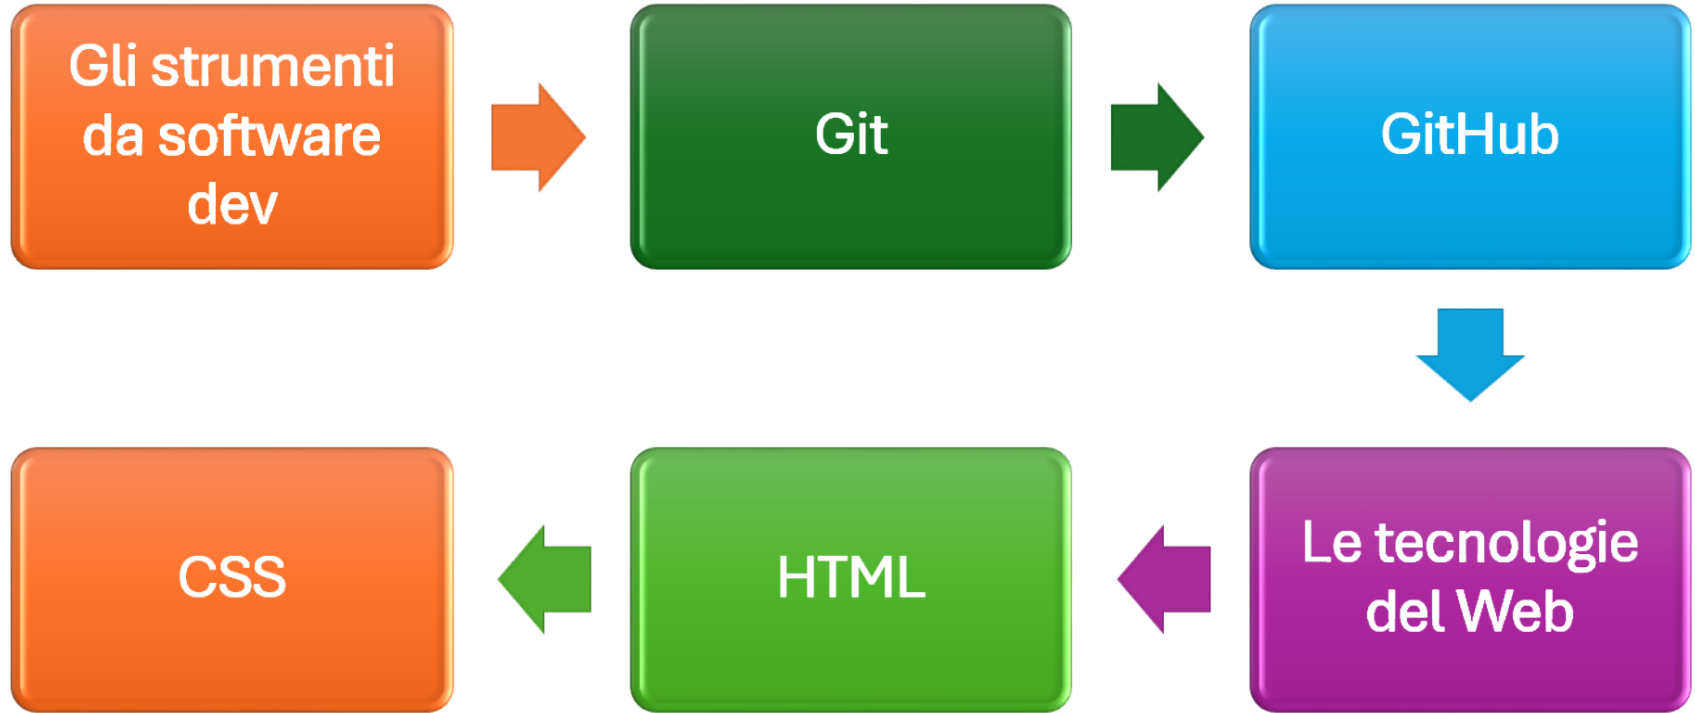 Gli strumenti
da software
dev
Git
GitHub
Le tecnologie
del Web
HTML
CSS